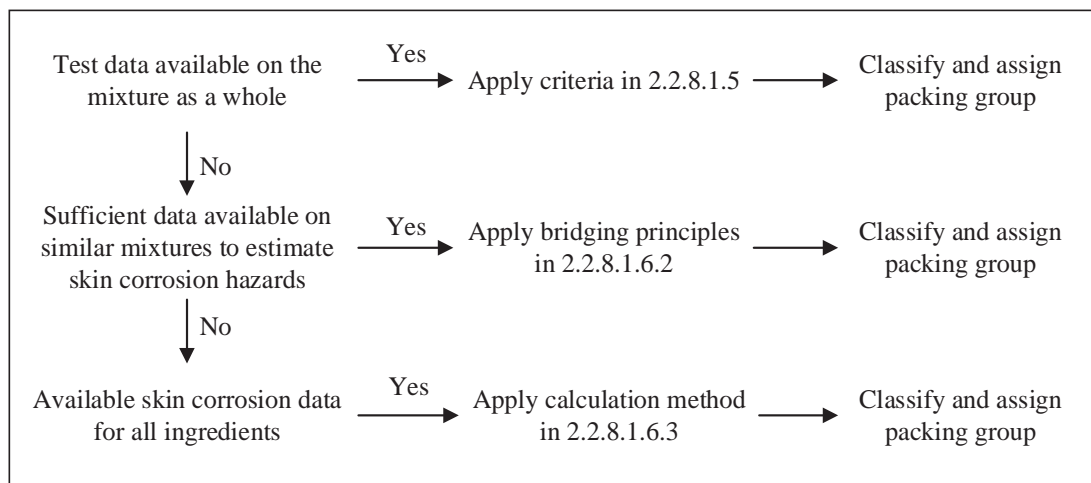 Test data available on the
mixture as a whole
Yes
Apply criteria in 2.2.8.1.5
Classify and assign
packing group
No
Sufficient data available on
similar mixtures to estimate
skin corrosion hazards
Yes
Apply bridging principles
in 2.2.8.1.6.2
Classify and assign
packing group
No
Available skin corrosion data
for all ingredients
Yes
Apply calculation method
in 2.2.8.1.6.3
Classify and assign
packing group